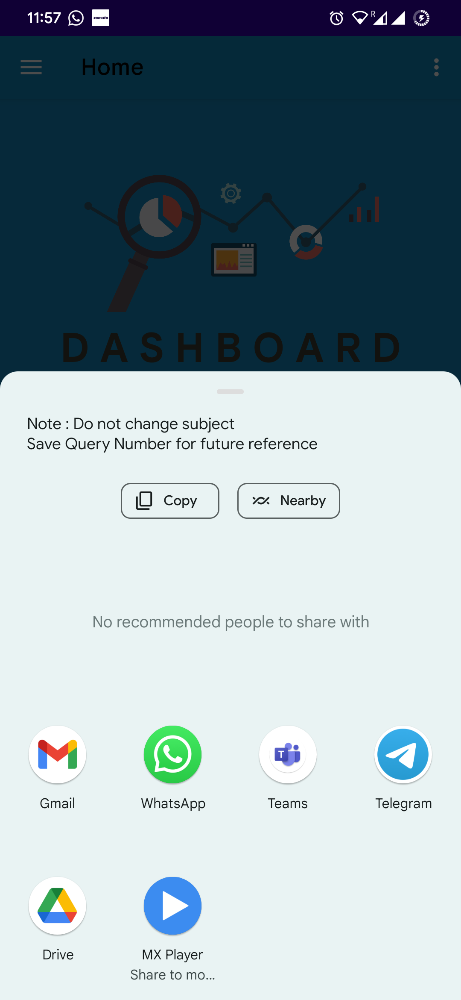 11:57
zomato
R
Home
DASHBOARD
Note : Do not change subject
Save Query Number for future reference
Copy
Nearby
No recommended people to share with
T
Gmail
WhatsApp
Teams
Telegram
Drive
MX Player
Share to mo...